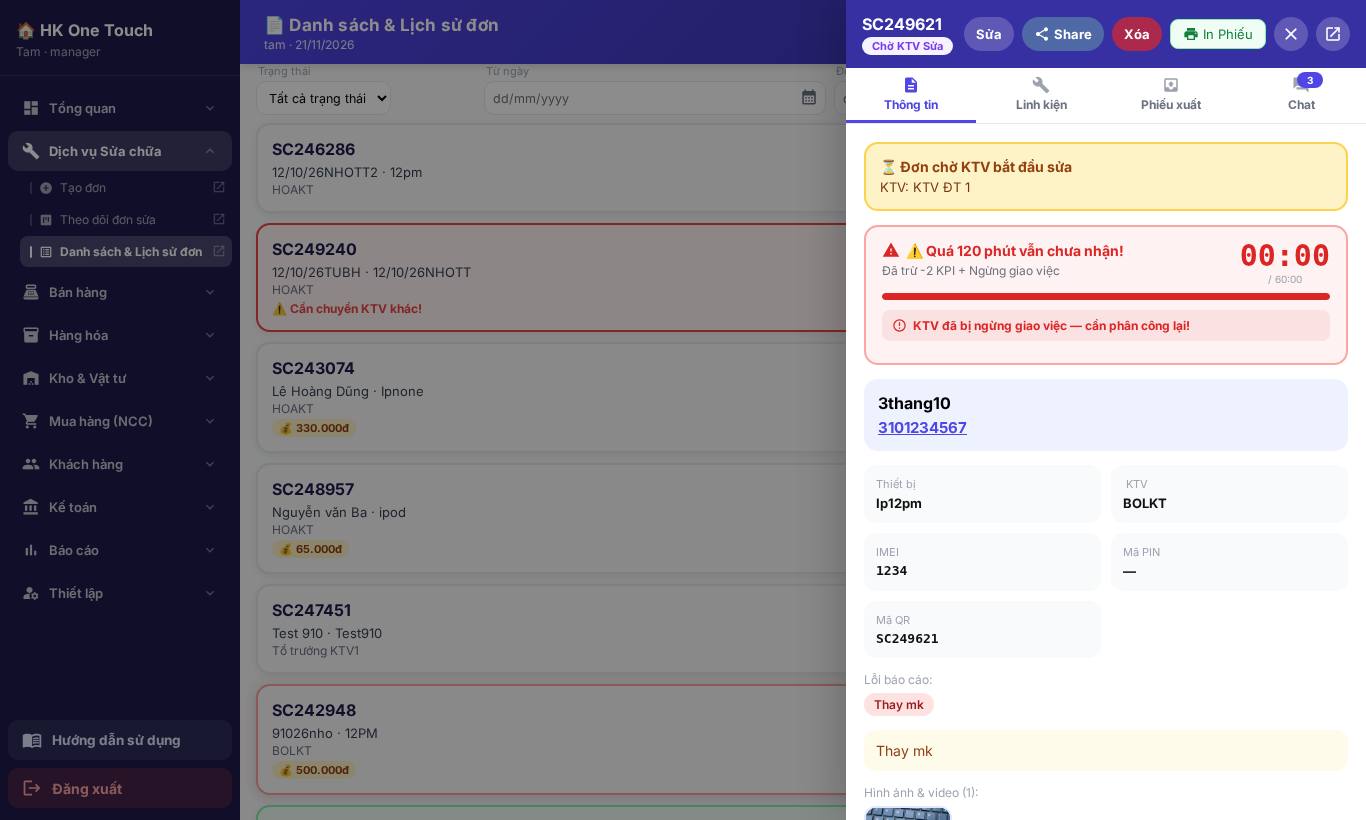 🏠 HK One Touch
Tam · manager
Tổng quan
Dịch vụ Sửa chữa
Tạo đơn
Theo dõi đơn sửa
Danh sách & Lịch sử đơn
Bán hàng
Hàng hóa
Kho & Vật tư
Mua hàng (NCC)
Khách hàng
Kế toán
Báo cáo
Thiết lập
Hướng dẫn sử dụng
Đăng xuất
📄 Danh sách & Lịch sử đơn
tam · 21/11/2026
Trạng thái
Từ ngày
Tất cả trạng thái
dd/mm/yyyy
SC246286
12/10/26NHOTT2 · 12pm
HOAKT
SC249240
12/10/26TUBH · 12/10/26NHOTT
HOAKT
⚠️ Cần chuyển KTV khác!
SC243074
Lê Hoàng Dũng · Ipnone
HOAKT
💰 330.000đ
SC248957
Nguyễn văn Ba · ipod
HOAKT
💰 65.000đ
SC247451
Test 910 · Test910
Tổ trưởng KTV1
SC242948
91026nho · 12PM
BOLKT
💰 500.000đ
SC249621
Chờ KTV Sửa
Sửa
Share
Xóa
In Phiếu
Thông tin
Linh kiện
Phiếu xuất
3
Chat
⏳ Đơn chờ KTV bắt đầu sửa
KTV: KTV ĐT 1
⚠️ Quá 120 phút vẫn chưa nhận!
Đã trừ -2 KPI + Ngừng giao việc
00:00
/ 60:00
KTV đã bị ngừng giao việc — cần phân công lại!
3thang10
3101234567
Thiết bị
Ip12pm
KTV
BOLKT
IMEI
1234
Mã PIN
—
Mã QR
SC249621
Lỗi báo cáo:
Thay mk
Thay mk
Hình ảnh & video (1):